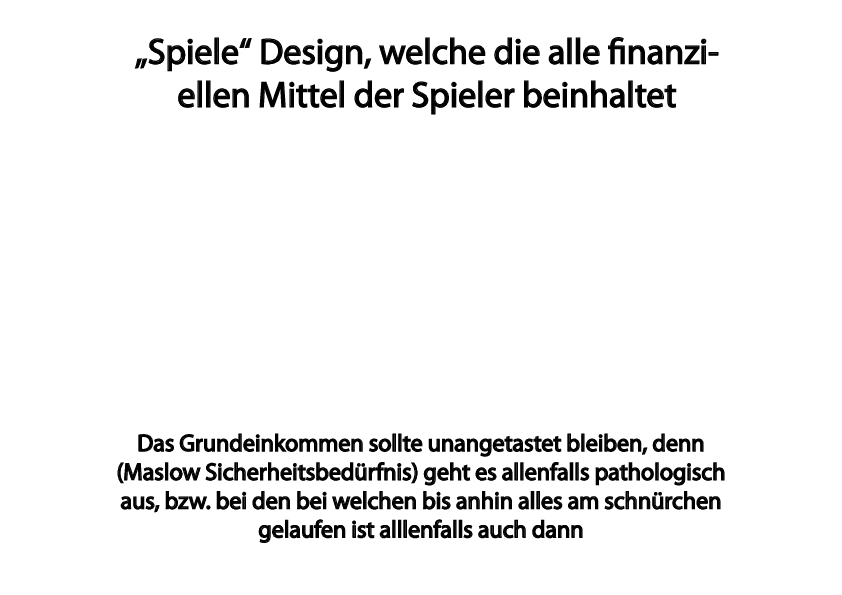 „Spiele“ Design, welche die alle finanzi-
ellen Mittel der Spieler beinhaltet
Das Grundeinkommen sollte unangetastet bleiben, denn
(Maslow Sicherheitsbedürfnis) geht es allenfalls pathologisch
aus, bzw. bei den bei welchen bis anhin alles am schnürchen
gelaufen ist alllenfalls auch dann